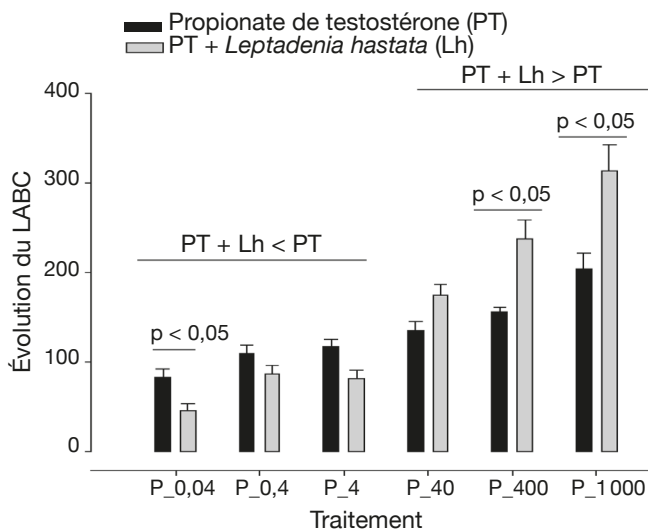 Propionate de testostérone (PT)
PT + Leptadenia hastata (Lh)
PT + Lh > PT
400
p < 0,05
300
p < 0,05
PT + Lh < PT
200
p < 0,05
100
0
Évolution du LABC
P_0,04 P_0,4 P_4 P_40 P_400 P_1 000
Traitement